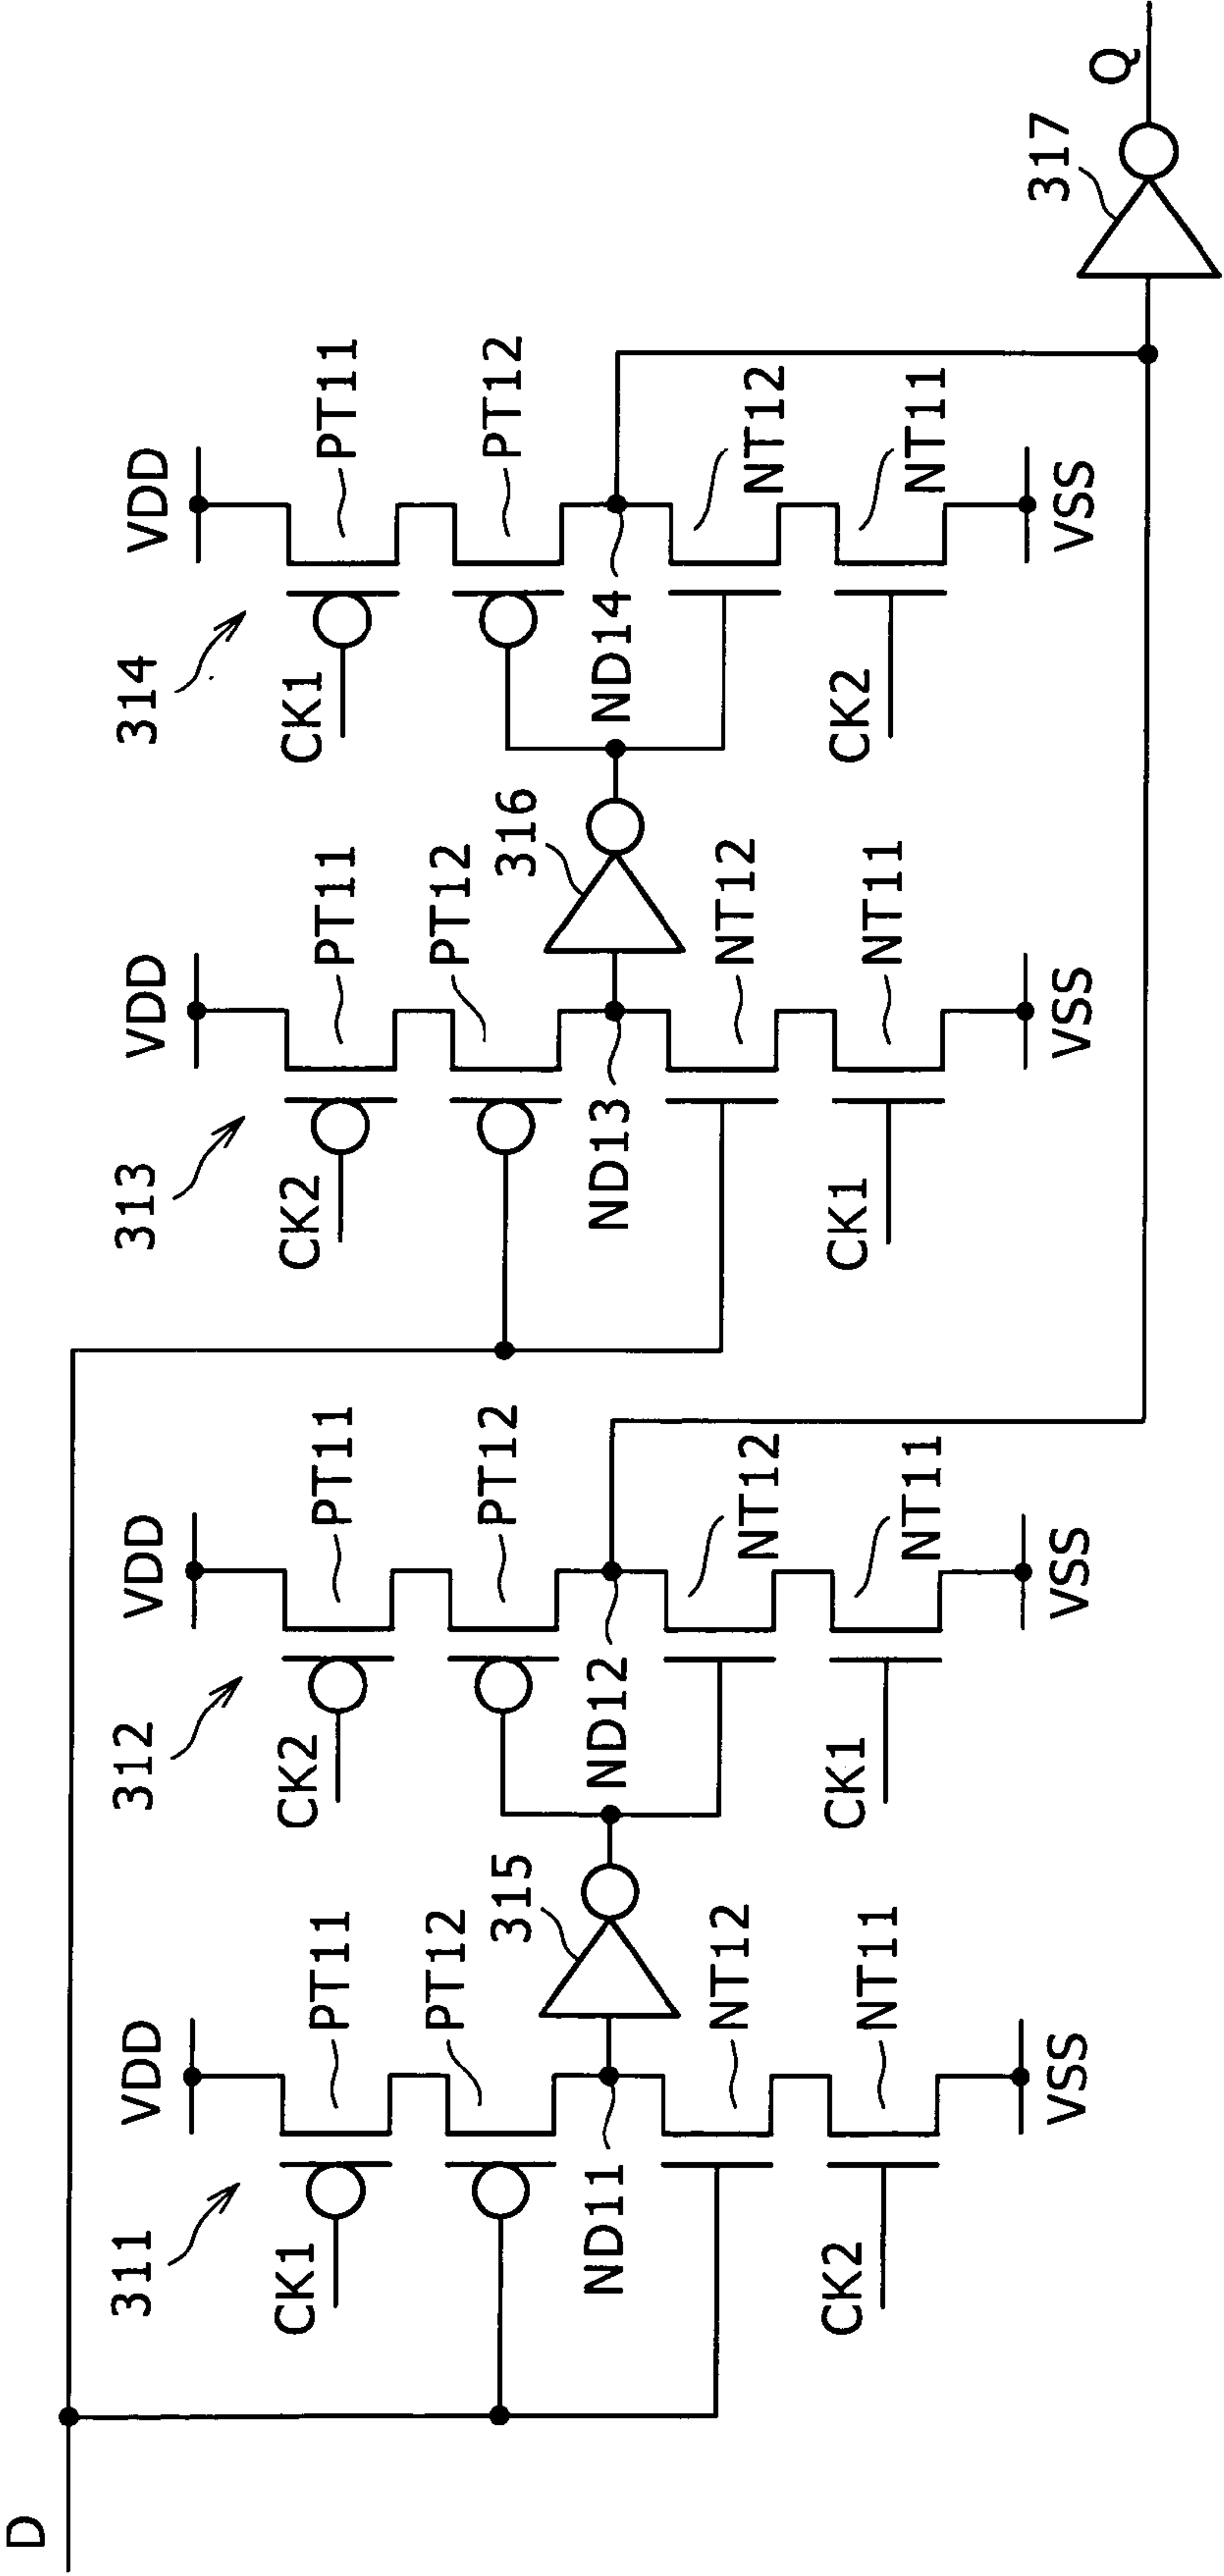 D
311
312
313
314
VDD
VDD
VDD
VDD
CK1
PT11
CK2
PT11
CK2
PT11
CK1
PT11
PT12
PT12
PT12
PT12
315
316
ND11
ND12
ND13
ND14
NT12
NT12
NT12
NT12
CK2
NT11
CK1
NT11
CK1
NT11
CK2
NT11
VSS
VSS
VSS
VSS
317
Q